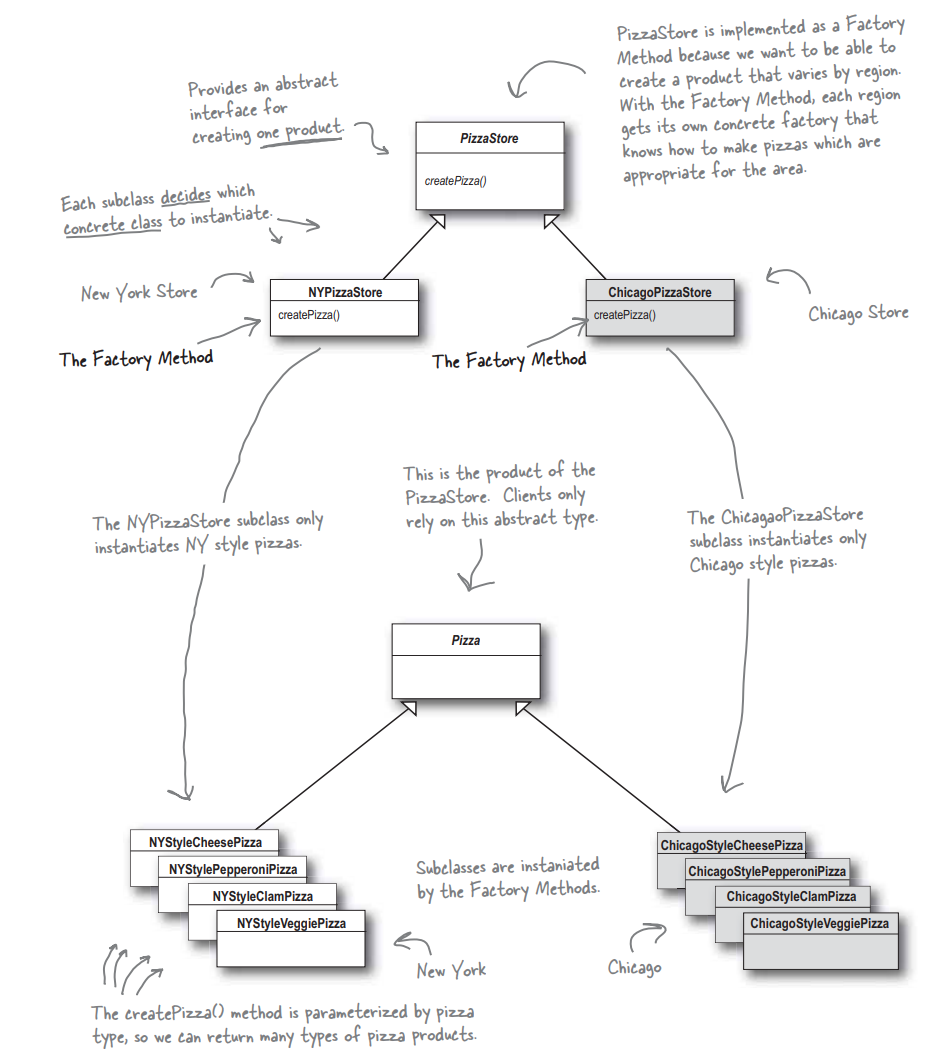 PizzaStore is implemented as a Factory
Method because we want to be able to
create a product that varies by region.
With the Factory Method, each region
gets its own concrete factory that
knows how to make pizzas which are
appropriate for the area.
Provides an abstract
interface for
creating one product.
PizzaStore
createPizza()
Each subclass decides which
concrete class to instantiate.
New York Store
NYPizzaStore
createPizza()
The Factory Method
ChicagoPizzaStore
createPizza()
The Factory Method
Chicago Store
The NYPizzaStore subclass only
instantiates NY style pizzas.
This is the product of the
PizzaStore. Clients only
rely on this abstract type.
The ChicagaoPizzaStore
subclass instantiates only
Chicago style pizzas.
Pizza
NYStyleCheesePizza
NYStylePepperoniPizza
NYStyleClamPizza
NYStyleVeggiePizza
Subclasses are instaniated
by the Factory Methods.
ChicagoStyleCheesePizza
ChicagoStylePepperoniPizza
ChicagoStyleClamPizza
ChicagoStyleVeggiePizza
New York
Chicago
The createPizza() method is parameterized by pizza
type, so we can return many types of pizza products.